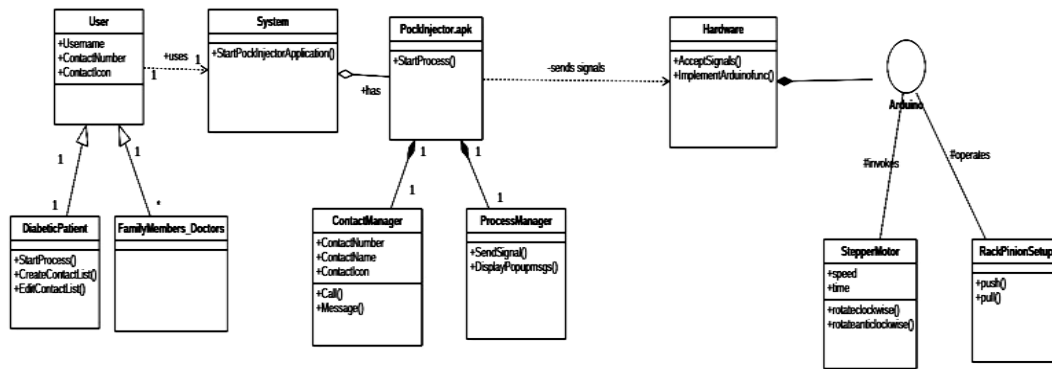 User
+Username
+ContactNumber
+ContactIcon
+uses
1
1
System
+StartPockInjectorApplication()
+has
PockInjector.apk
+StartProcess()
-sends signals
Hardware
+AcceptSignals()
+ImplementArduinofunc()
Arduino
#invokes
#operates
1
1
1
*
1
1
1
1
DiabeticPatient
+StartProcess()
+CreateContactList()
+EditContactList()
FamilyMembers_Doctors
ContactManager
+ContactNumber
+ContactName
+ContactIcon
+Call()
+Message()
ProcessManager
+SendSignal()
+DisplayPopupmsgs()
StepperMotor
+speed
+time
+rotateclockwise()
+rotateanticlockwise()
RackPinionSetup
+push()
+pull()